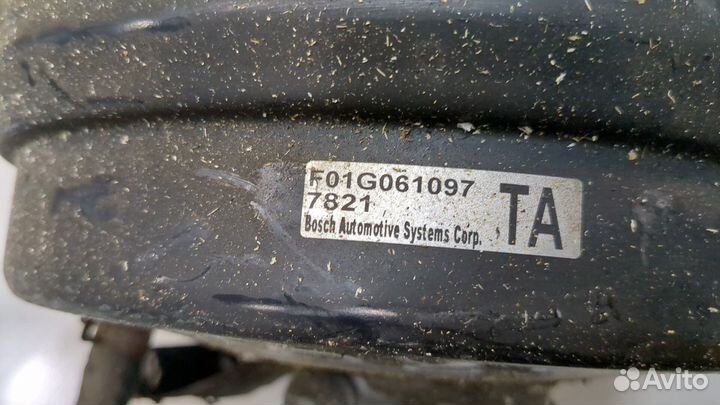 F01G061097
7821
Bosch Automotive Systems Corp.
TA
Avito